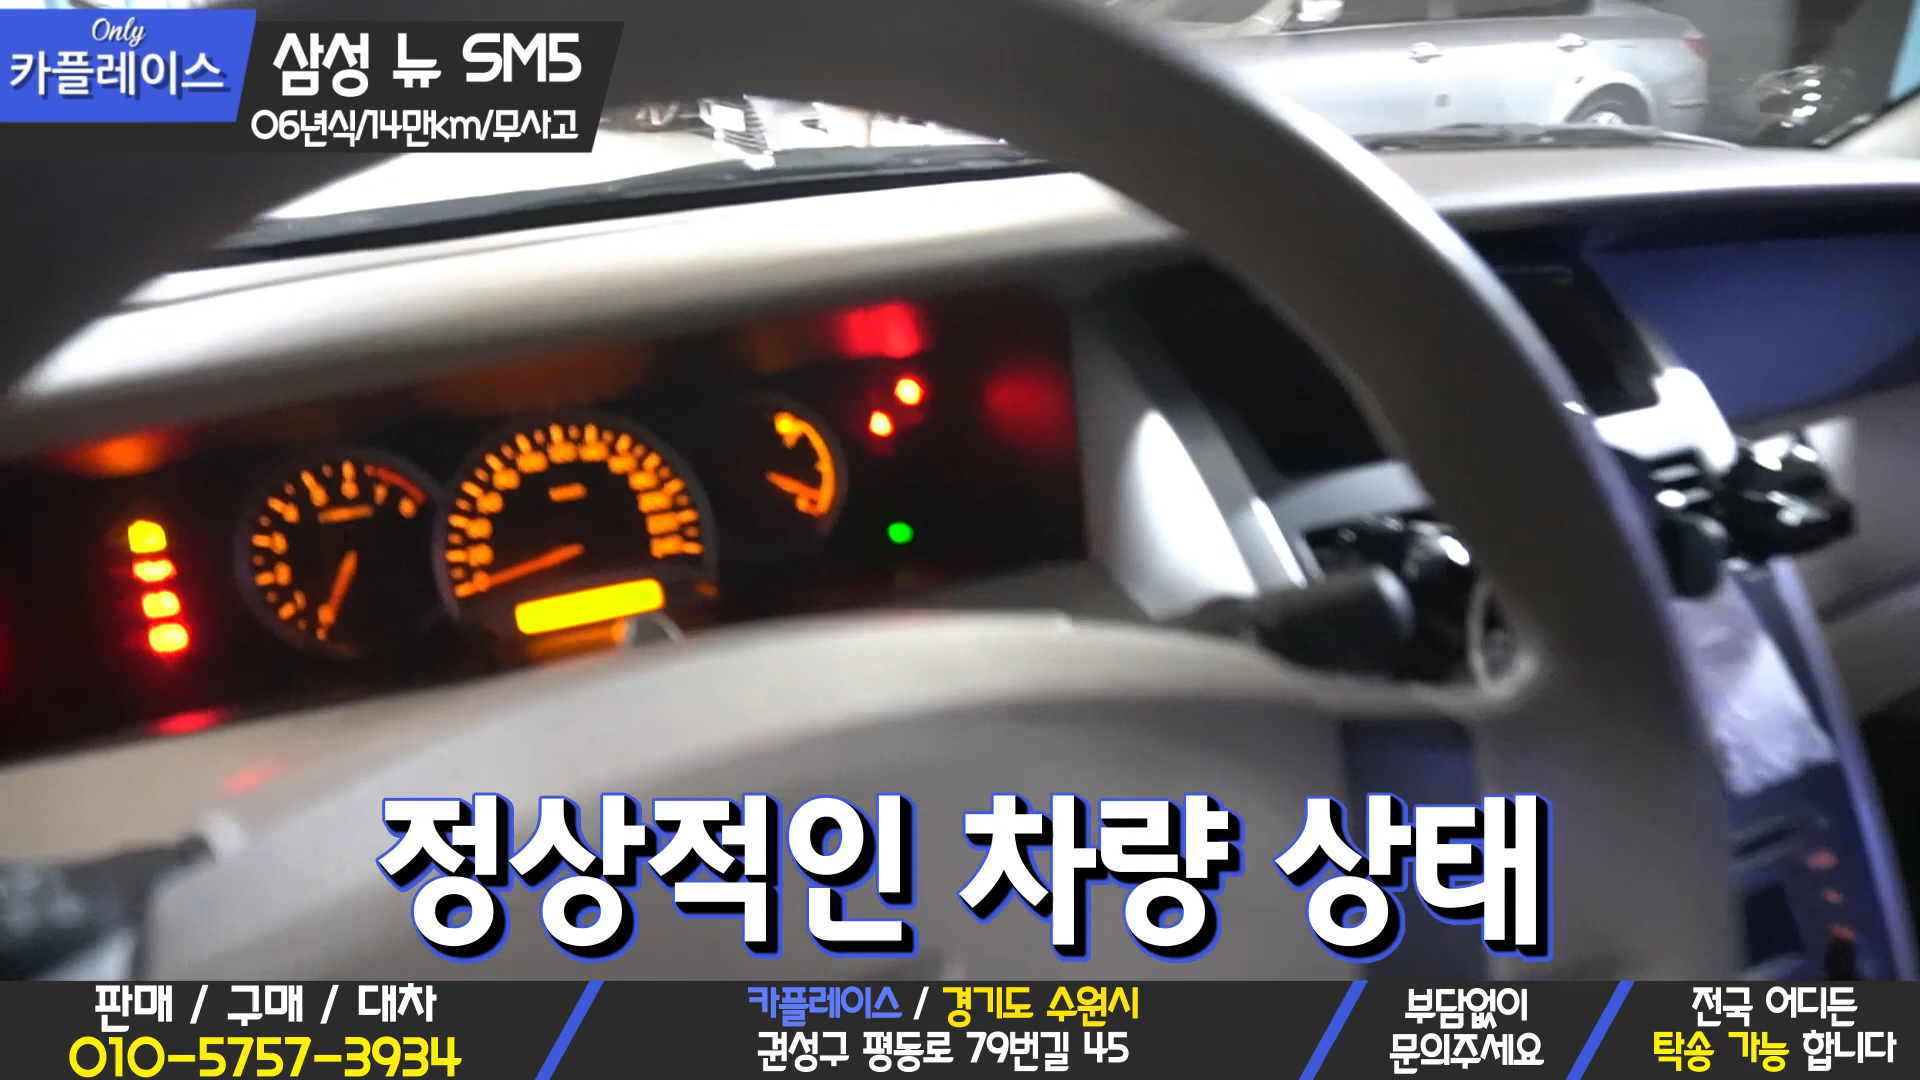 Only
카플레이스
삼성 뉴 SM5
06년식/14만km/무사고
정상적인 차량 상태
판매 / 구매 / 대차
010-5757-3934
카플레이스 / 경기도 수원시
권성구 평동로 79번길 45
부담없이
문의주세요
전국 어디든
탁송 가능 합니다